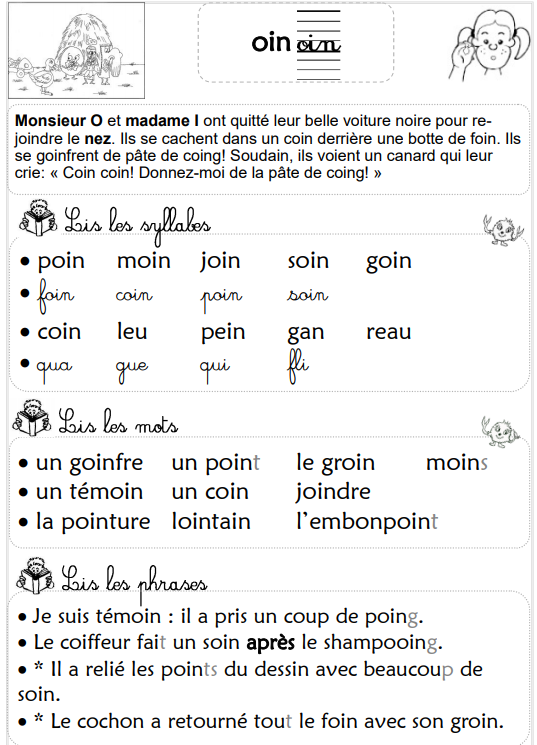 oin oin
Monsieur O et madame I ont quitté leur belle voiture noire pour re-
joindre le nez. Ils se cachent dans un coin derrière une botte de foin. Ils
se goinfrent de pâte de coing! Soudain, ils voient un canard qui leur
crie: « Coin coin! Donnez-moi de la pâte de coing! »
Lis les syllabes
• poin moin join soin goin
• foin coin poin soin
• coin leu pein gan reau
• qua gue qui fli
Lis les mots
• un goinfre un point le groin moins
• un témoin un coin joindre
• la pointure lointain l'embonpoint
Lis les phrases
• Je suis témoin : il a pris un coup de poing.
• Le coiffeur fait un soin après le shampooing.
• * Il a relié les points du dessin avec beaucoup de
soin.
• * Le cochon a retourné tout le foin avec son groin.